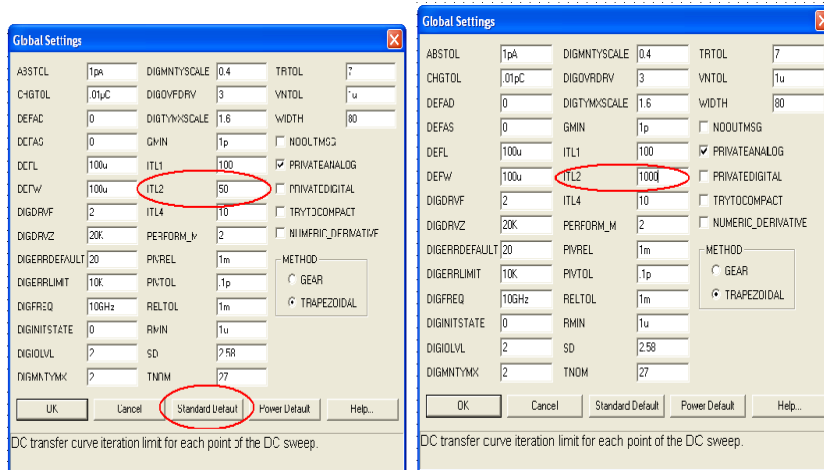 Global Settings
ABSTOL 1pA DIGMNTYSCALE 0.4 TRTOL 7
CHGTOL .01pC DIGOVRDRV 3 VNTOL 1u
DEFAD 0 DIGTYMXSCALE 1.6 WIDTH 80
DEFAS 0 GMIN 1p NOOUTMSG
DEFL 100u ITL1 100 PRIVATEANALOG
DEFW 100u ITL2 50 PRIVATEDIGITAL
DIGDRVF 2 ITL4 10 TRYTOCOMPACT
DIGDRVZ 20K PERFORM_M 2 NUMERIC_DERIVATIVE
DIGERRDEFAULT 20 PIVREL 1m METHOD
DIGERRLIMIT 10K PIVTOL .1p GEAR
DIGFREQ 10GHz RELTOL 1m TRAPEZOIDAL
DIGINITSTATE 0 RMIN 1u
DIGIOLVL 2 SD 2.58
DIGMNTYMX 2 TNOM 27
OK Cancel Standard Default Power Default Help...
DC transfer curve iteration limit for each point of the DC sweep.
Global Settings
ABSTOL 1pA DIGMNTYSCALE 0.4 TRTOL 7
CHGTOL .01pC DIGOVRDRV 3 VNTOL 1u
DEFAD 0 DIGTYMXSCALE 1.6 WIDTH 80
DEFAS 0 GMIN 1p NOOUTMSG
DEFL 100u ITL1 100 PRIVATEANALOG
DEFW 100u ITL2 1000 PRIVATEDIGITAL
DIGDRVF 2 ITL4 10 TRYTOCOMPACT
DIGDRVZ 20K PERFORM_M 2 NUMERIC_DERIVATIVE
DIGERRDEFAULT 20 PIVREL 1m METHOD
DIGERRLIMIT 10K PIVTOL .1p GEAR
DIGFREQ 10GHz RELTOL 1m TRAPEZOIDAL
DIGINITSTATE 0 RMIN 1u
DIGIOLVL 2 SD 2.58
DIGMNTYMX 2 TNOM 27
OK Cancel Standard Default Power Default Help...
DC transfer curve iteration limit for each point of the DC sweep.